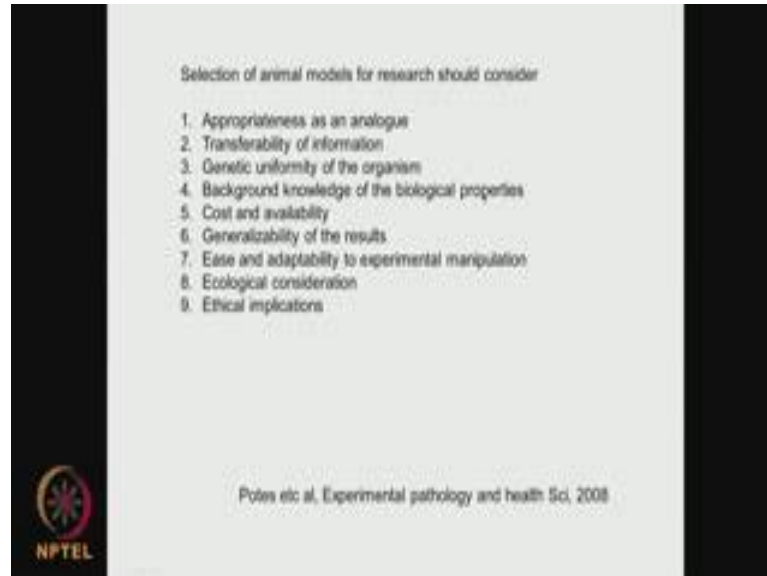 Selection of animal models for research should consider
1. Appropriateness as an analogue
2. Transferability of information
3. Genetic uniformity of the organism
4. Background knowledge of the biological properties
5. Cost and availability
6. Generalizability of the results
7. Ease and adaptability to experimental manipulation
8. Ecological consideration
9. Ethical implications
Potes etc al, Experimental pathology and health Sci, 2008
NPTEL